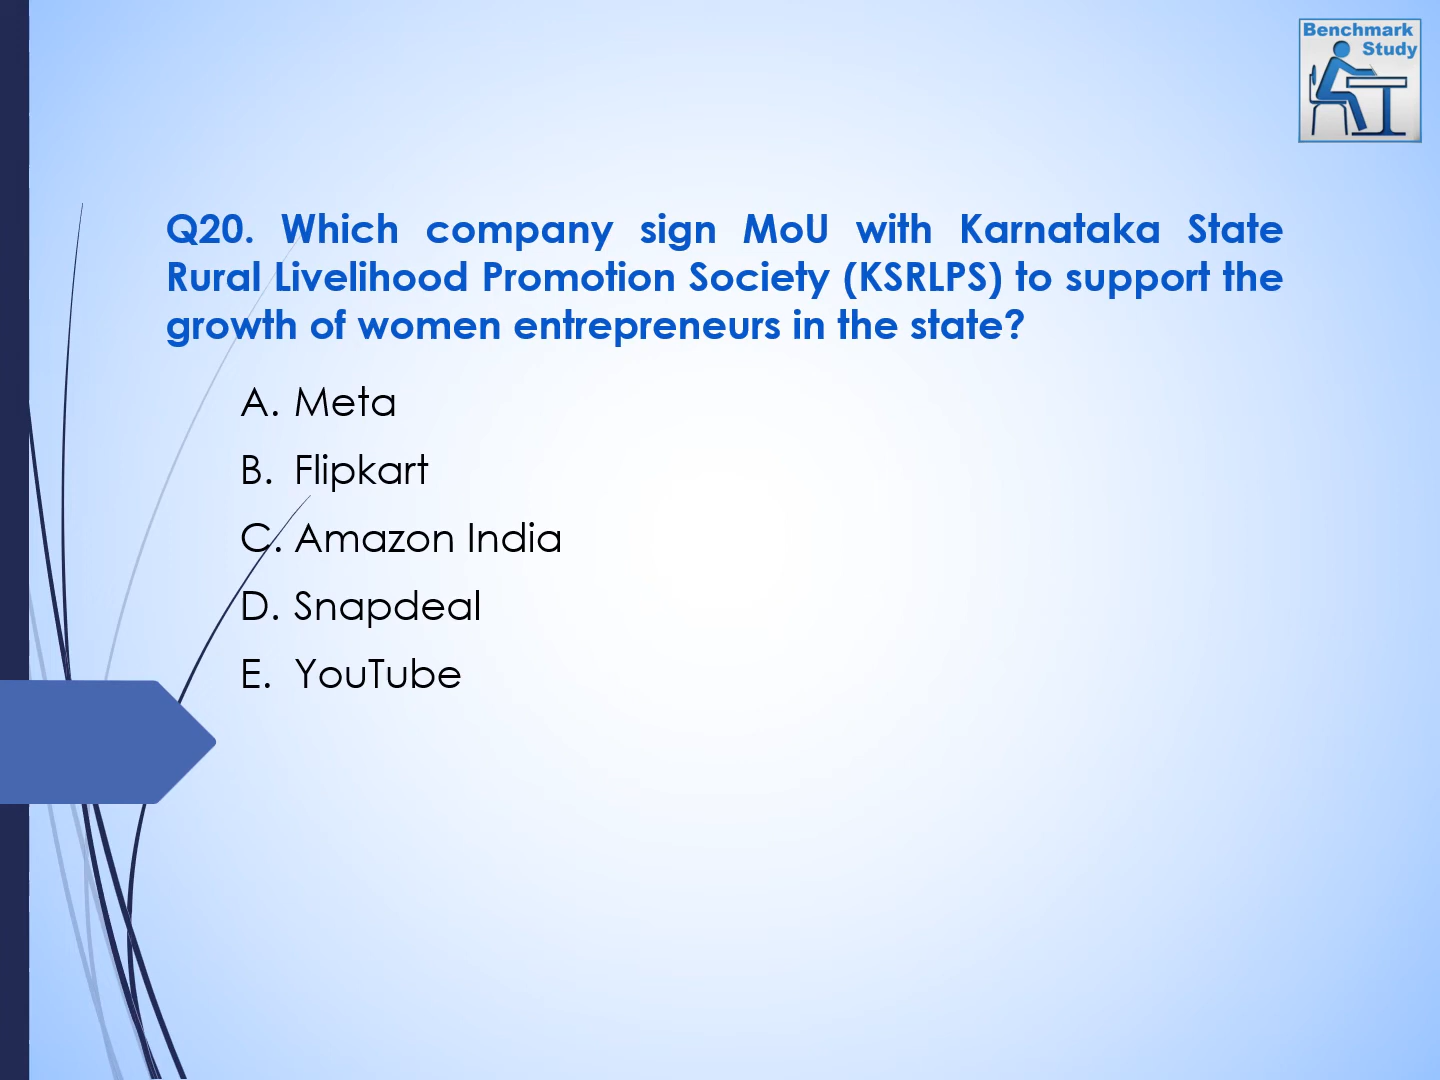 Benchmark
Study
Q20. Which company sign MoU with Karnataka State
Rural Livelihood Promotion Society (KSRLPS) to support the
growth of women entrepreneurs in the state?
A. Meta
B. Flipkart
C. Amazon India
D. Snapdeal
E. YouTube